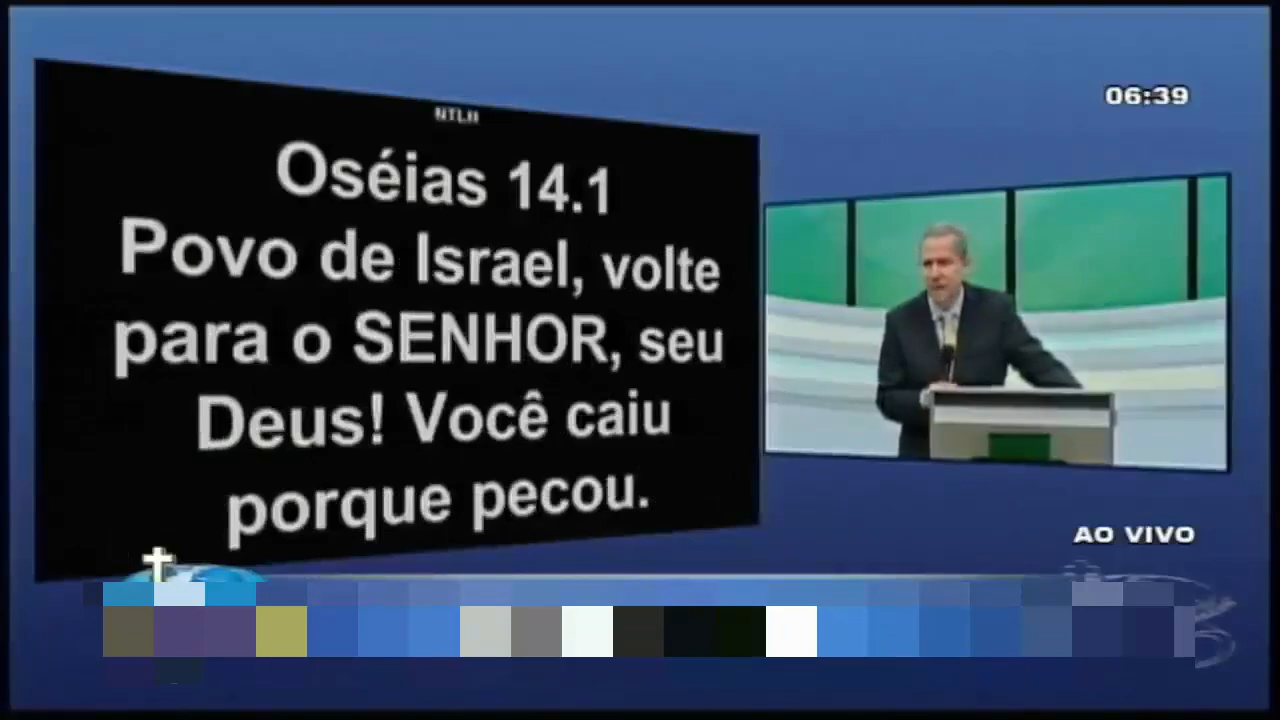 NTLH
Oséias 14.1
Povo de Israel, volte
para o SENHOR, seu
Deus! Você caiu
porque pecou.
06:39
AO VIVO